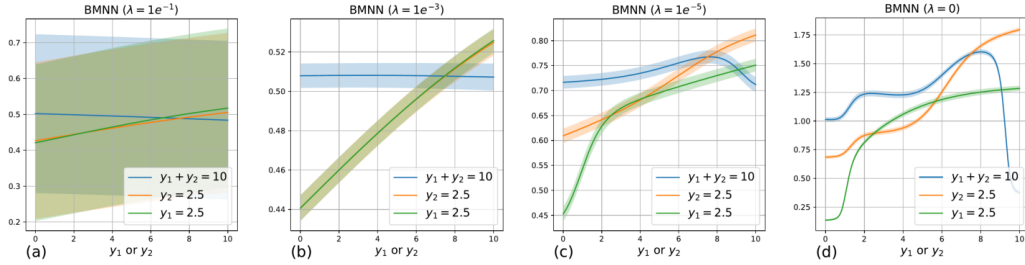 BMNN (λ = 1e⁻¹)
0.7
0.6
0.5
0.4
0.3
0.2
0 2 4 6 8 10
y₁ + y₂ = 10
y₂ = 2.5
y₁ = 2.5
(a)
y₁ or y₂
BMNN (λ = 1e⁻³)
0.52
0.50
0.48
0.46
0.44
0 2 4 6 8 10
y₁ + y₂ = 10
y₂ = 2.5
y₁ = 2.5
(b)
y₁ or y₂
BMNN (λ = 1e⁻⁵)
0.80
0.75
0.70
0.65
0.60
0.55
0.50
0.45
0 2 4 6 8 10
y₁ + y₂ = 10
y₂ = 2.5
y₁ = 2.5
(c)
y₁ or y₂
BMNN (λ = 0)
1.75
1.50
1.25
1.00
0.75
0.50
0.25
0 2 4 6 8 10
y₁ + y₂ = 10
y₂ = 2.5
y₁ = 2.5
(d)
y₁ or y₂